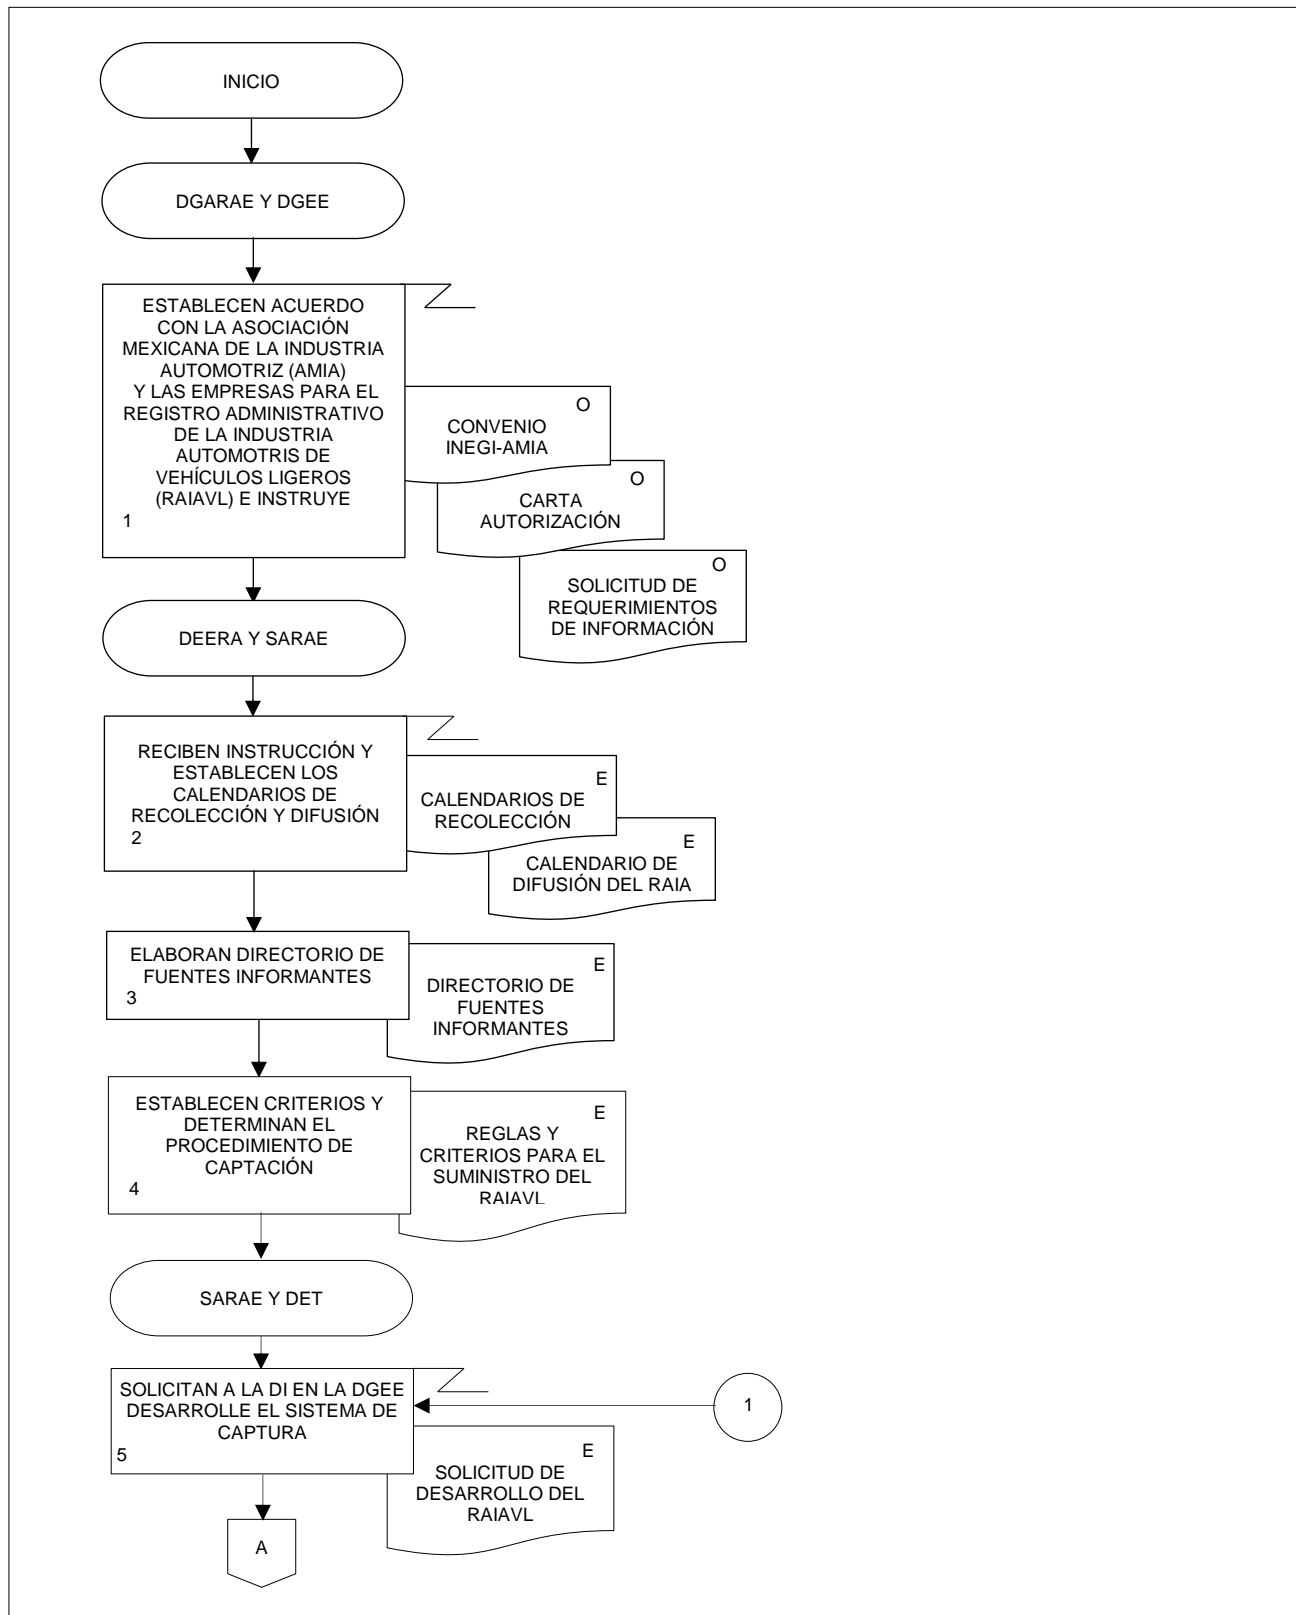 INICIO
DGARAE Y DGEE
ESTABLECEN ACUERDO
CON LA ASOCIACIÓN
MEXICANA DE LA INDUSTRIA
AUTOMOTRIZ (AMIA)
Y LAS EMPRESAS PARA EL
REGISTRO ADMINISTRATIVO
DE LA INDUSTRIA
AUTOMOTRIS DE
VEHÍCULOS LIGEROS
(RAIAVL) E INSTRUYE
1
O
CONVENIO
INEGI-AMIA
O
CARTA
AUTORIZACIÓN
O
SOLICITUD DE
REQUERIMIENTOS
DE INFORMACIÓN
DEERA Y SARAE
RECIBEN INSTRUCCIÓN Y
ESTABLECEN LOS
CALENDARIOS DE
RECOLECCIÓN Y DIFUSIÓN
2
E
CALENDARIOS DE
RECOLECCIÓN
E
CALENDARIO DE
DIFUSIÓN DEL RAIA
ELABORAN DIRECTORIO DE
FUENTES INFORMANTES
3
E
DIRECTORIO DE
FUENTES
INFORMANTES
ESTABLECEN CRITERIOS Y
DETERMINAN EL
PROCEDIMIENTO DE
CAPTACIÓN
4
E
REGLAS Y
CRITERIOS PARA EL
SUMINISTRO DEL
RAIAVL
SARAE Y DET
SOLICITAN A LA DI EN LA DGEE
DESARROLLE EL SISTEMA DE
CAPTURA
5
1
E
SOLICITUD DE
DESARROLLO DEL
RAIAVL
A